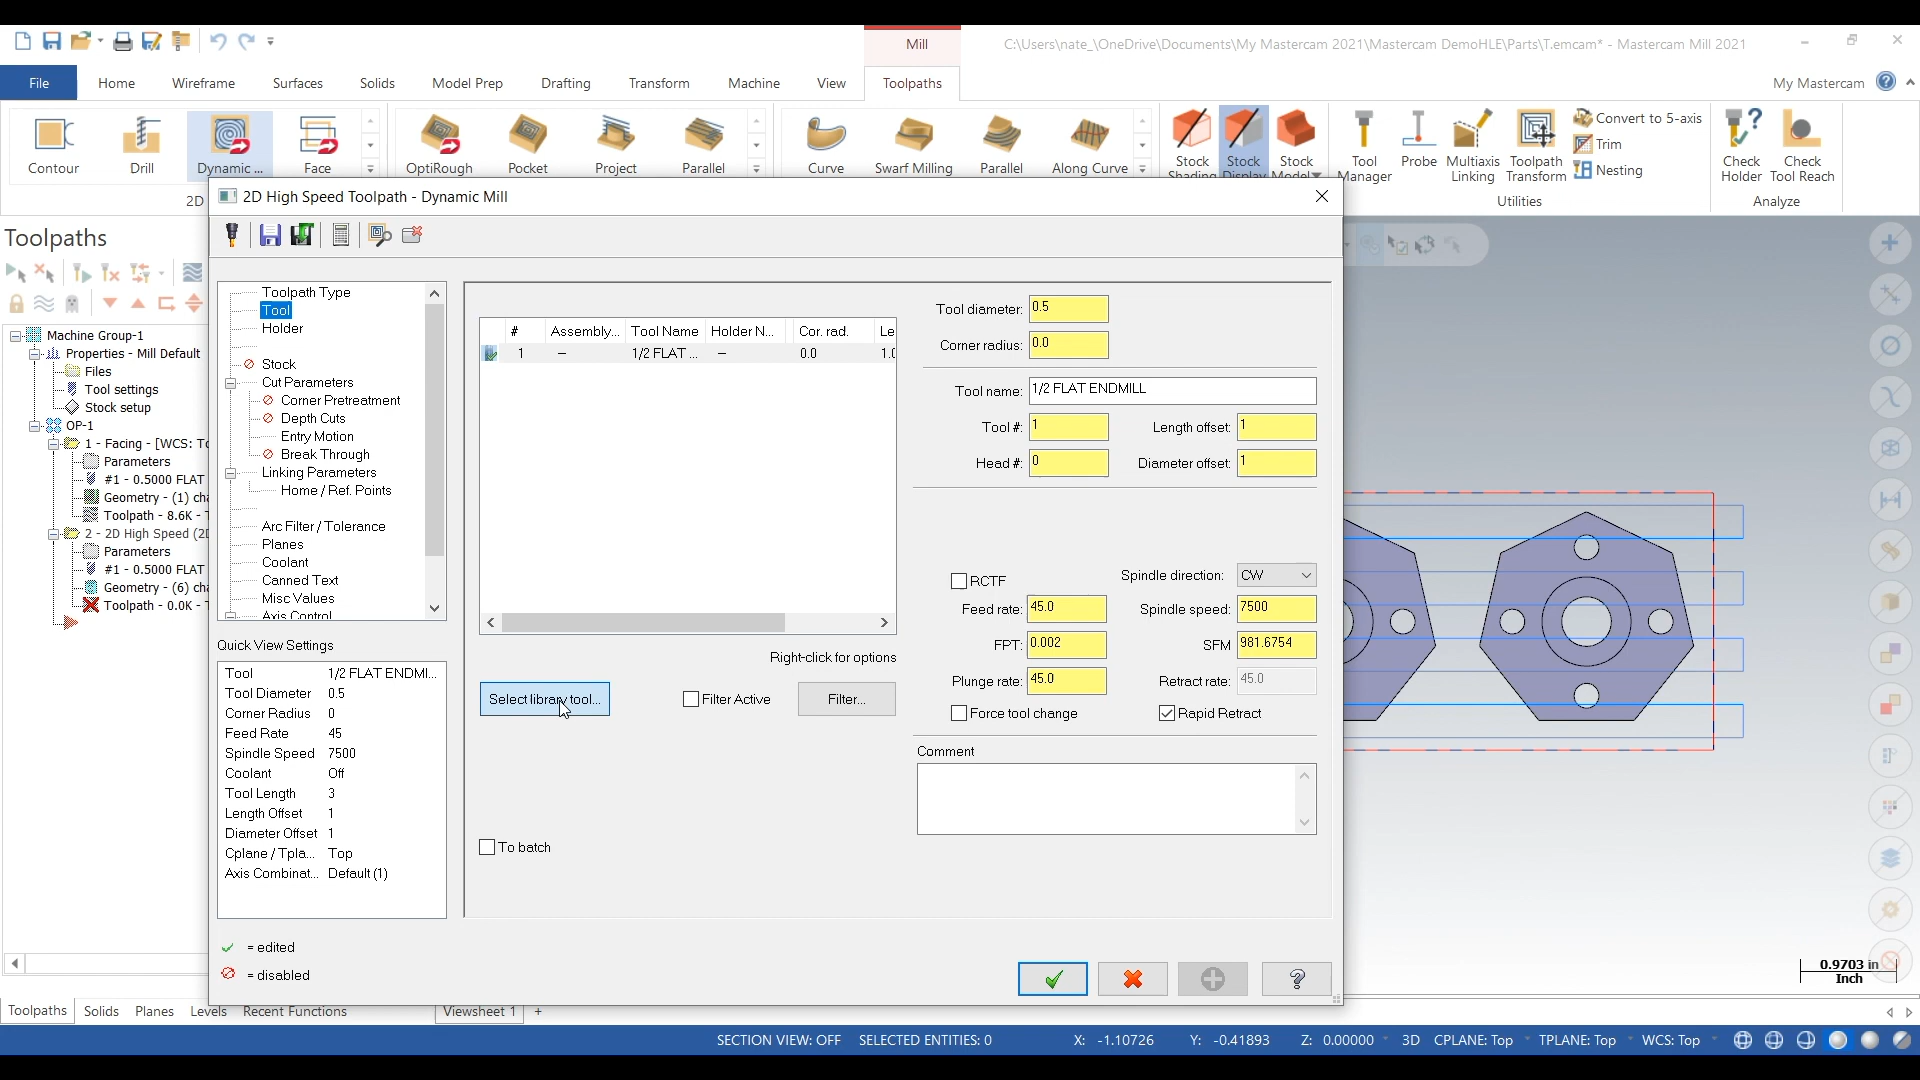 Mill
C:\Users\nate_\OneDrive\Documents\My Mastercam 2021\Mastercam DemoHLE\Parts\T.emcam* - Mastercam Mill 2021
File Home Wireframe Surfaces Solids Model Prep Drafting Transform Machine View Toolpaths My Mastercam
Contour Drill Dynamic ... Face OptiRough Pocket Project Parallel Curve Swarf Milling Parallel Along Curve
Stock Shading Stock Display Stock Model Tool Manager Probe Multiaxis Linking Toolpath Transform
Convert to 5-axis
Trim
Nesting
Check Holder Check Tool Reach
2D Utilities Analyze
2D High Speed Toolpath - Dynamic Mill
Toolpaths
Machine Group-1
Properties - Mill Default
Files
Tool settings
Stock setup
OP-1
1 - Facing - [WCS: To
Parameters
#1 - 0.5000 FLAT
Geometry - (1) cha
Toolpath - 8.6K - T
2 - 2D High Speed (2D
Parameters
#1 - 0.5000 FLAT
Geometry - (6) cha
Toolpath - 0.0K - T
Toolpath Type
Tool
Holder
Stock
Cut Parameters
Corner Pretreatment
Depth Cuts
Entry Motion
Break Through
Linking Parameters
Home / Ref. Points
Arc Filter / Tolerance
Planes
Coolant
Canned Text
Misc Values
Axis Control
Quick View Settings
Tool 1/2 FLAT ENDMI...
Tool Diameter 0.5
Corner Radius 0
Feed Rate 45
Spindle Speed 7500
Coolant Off
Tool Length 3
Length Offset 1
Diameter Offset 1
Cplane / Tpla... Top
Axis Combinat... Default (1)
= edited
= disabled
# Assembly... Tool Name Holder N... Cor. rad. Le
1 -- 1/2 FLAT ... -- 0.0 1.0
Right-click for options
Select library tool...
Filter Active
Filter...
To batch
Tool diameter: 0.5
Corner radius: 0.0
Tool name: 1/2 FLAT ENDMILL
Tool #: 1 Length offset: 1
Head #: 0 Diameter offset: 1
RCTF Spindle direction: CW
Feed rate: 45.0 Spindle speed: 7500
FPT: 0.002 SFM 981.6754
Plunge rate: 45.0 Retract rate: 45.0
Force tool change Rapid Retract
Comment
0.9703 in
Inch
Toolpaths Solids Planes Levels Recent Functions Viewsheet 1 +
SECTION VIEW: OFF SELECTED ENTITIES: 0 X: -1.10726 Y: -0.41893 Z: 0.00000 3D CPLANE: Top TPLANE: Top WCS: Top